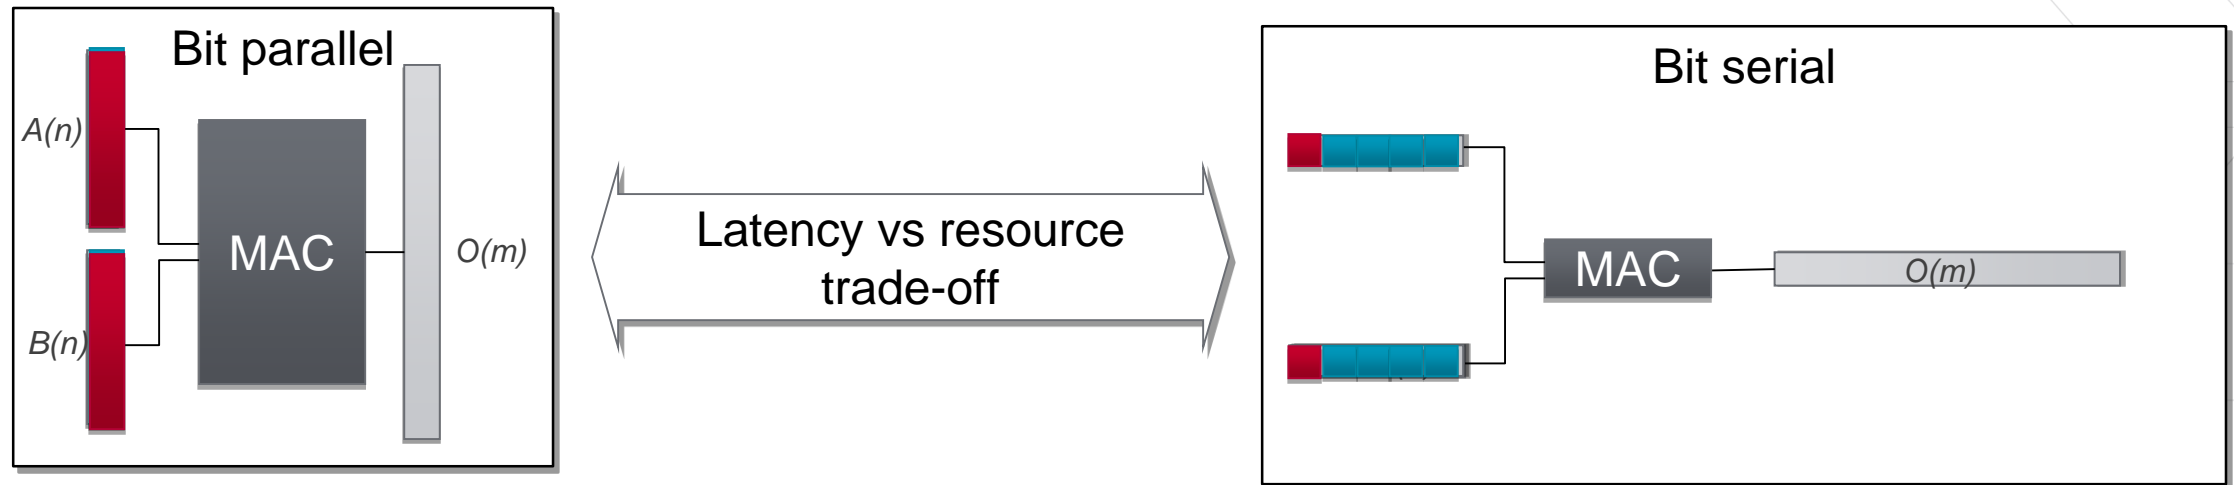 Bit parallel
A(n)
MAC
O(m)
B(n)
Latency vs resource
trade-off
Bit serial
MAC
O(m)